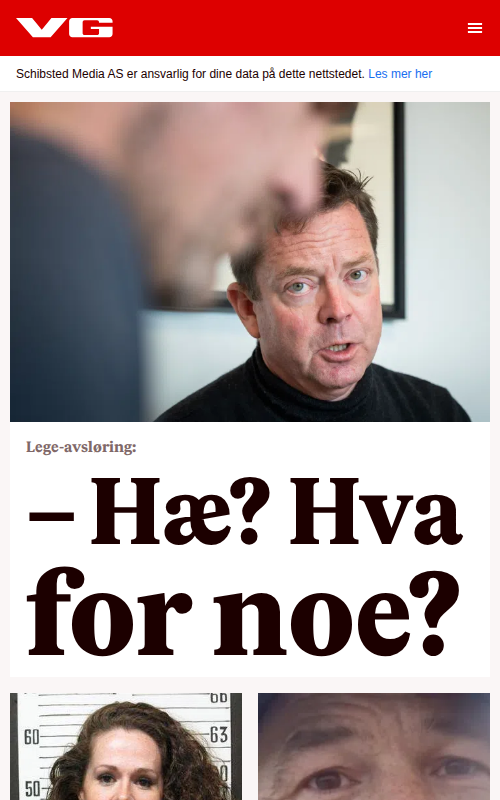 VG
Schibsted Media AS er ansvarlig for dine data på dette nettstedet. Les mer her
Lege-avsløring:
– Hæ? Hva
for noe?
60
63
50